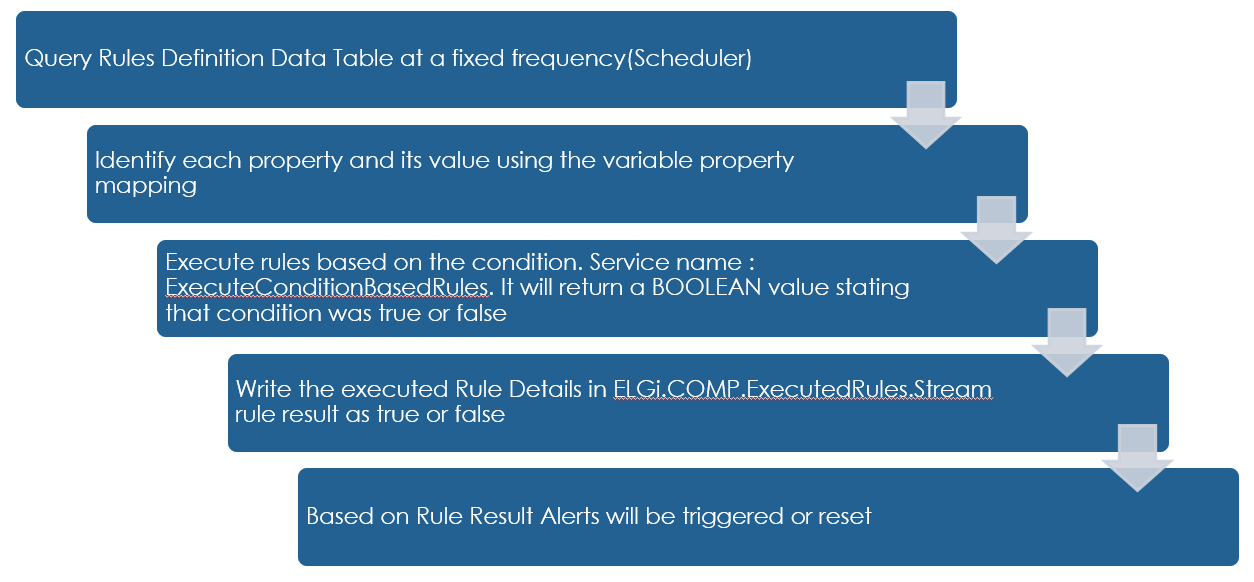 Query Rules Definition Data Table at a fixed frequency(Scheduler)
Identify each property and its value using the variable property
mapping
Execute rules based on the condition. Service name :
ExecuteConditionBasedRules. It will return a BOOLEAN value stating
that condition was true or false
Write the executed Rule Details in ELGi.COMP.ExecutedRules.Stream
rule result as true or false
Based on Rule Result Alerts will be triggered or reset